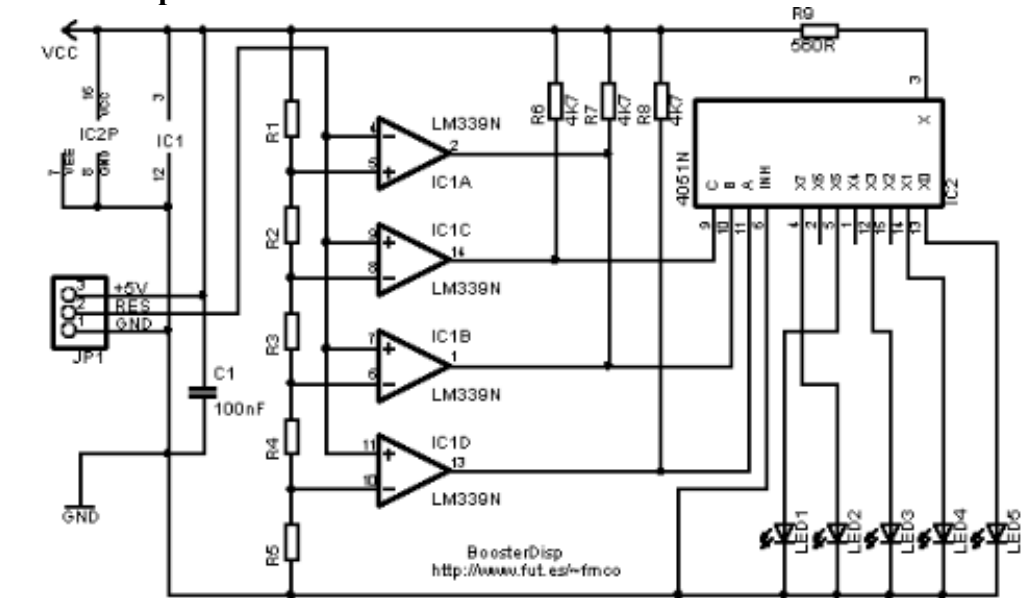 VCC
R9
560R
3
16
VCC
3
IC2P
IC1
7
VEE
8
GND
12
R1
R2
R3
R4
R5
4
5
2
LM339N
IC1A
9
8
14
IC1C
LM339N
7
6
1
IC1B
LM339N
11
10
13
IC1D
LM339N
R6
4K7
R7
4K7
R8
4K7
4051N
X
C
B
A
INH
X7
X6
X5
X4
X3
X2
X1
X0
IC2
9
10
11
6
4
2
5
1
12
15
14
13
3
+5V
2
RES
1
GND
JP1
C1
100nF
GND
LED1
LED2
LED3
LED4
LED5
BoosterDisp
http://www.fut.es/~fmco